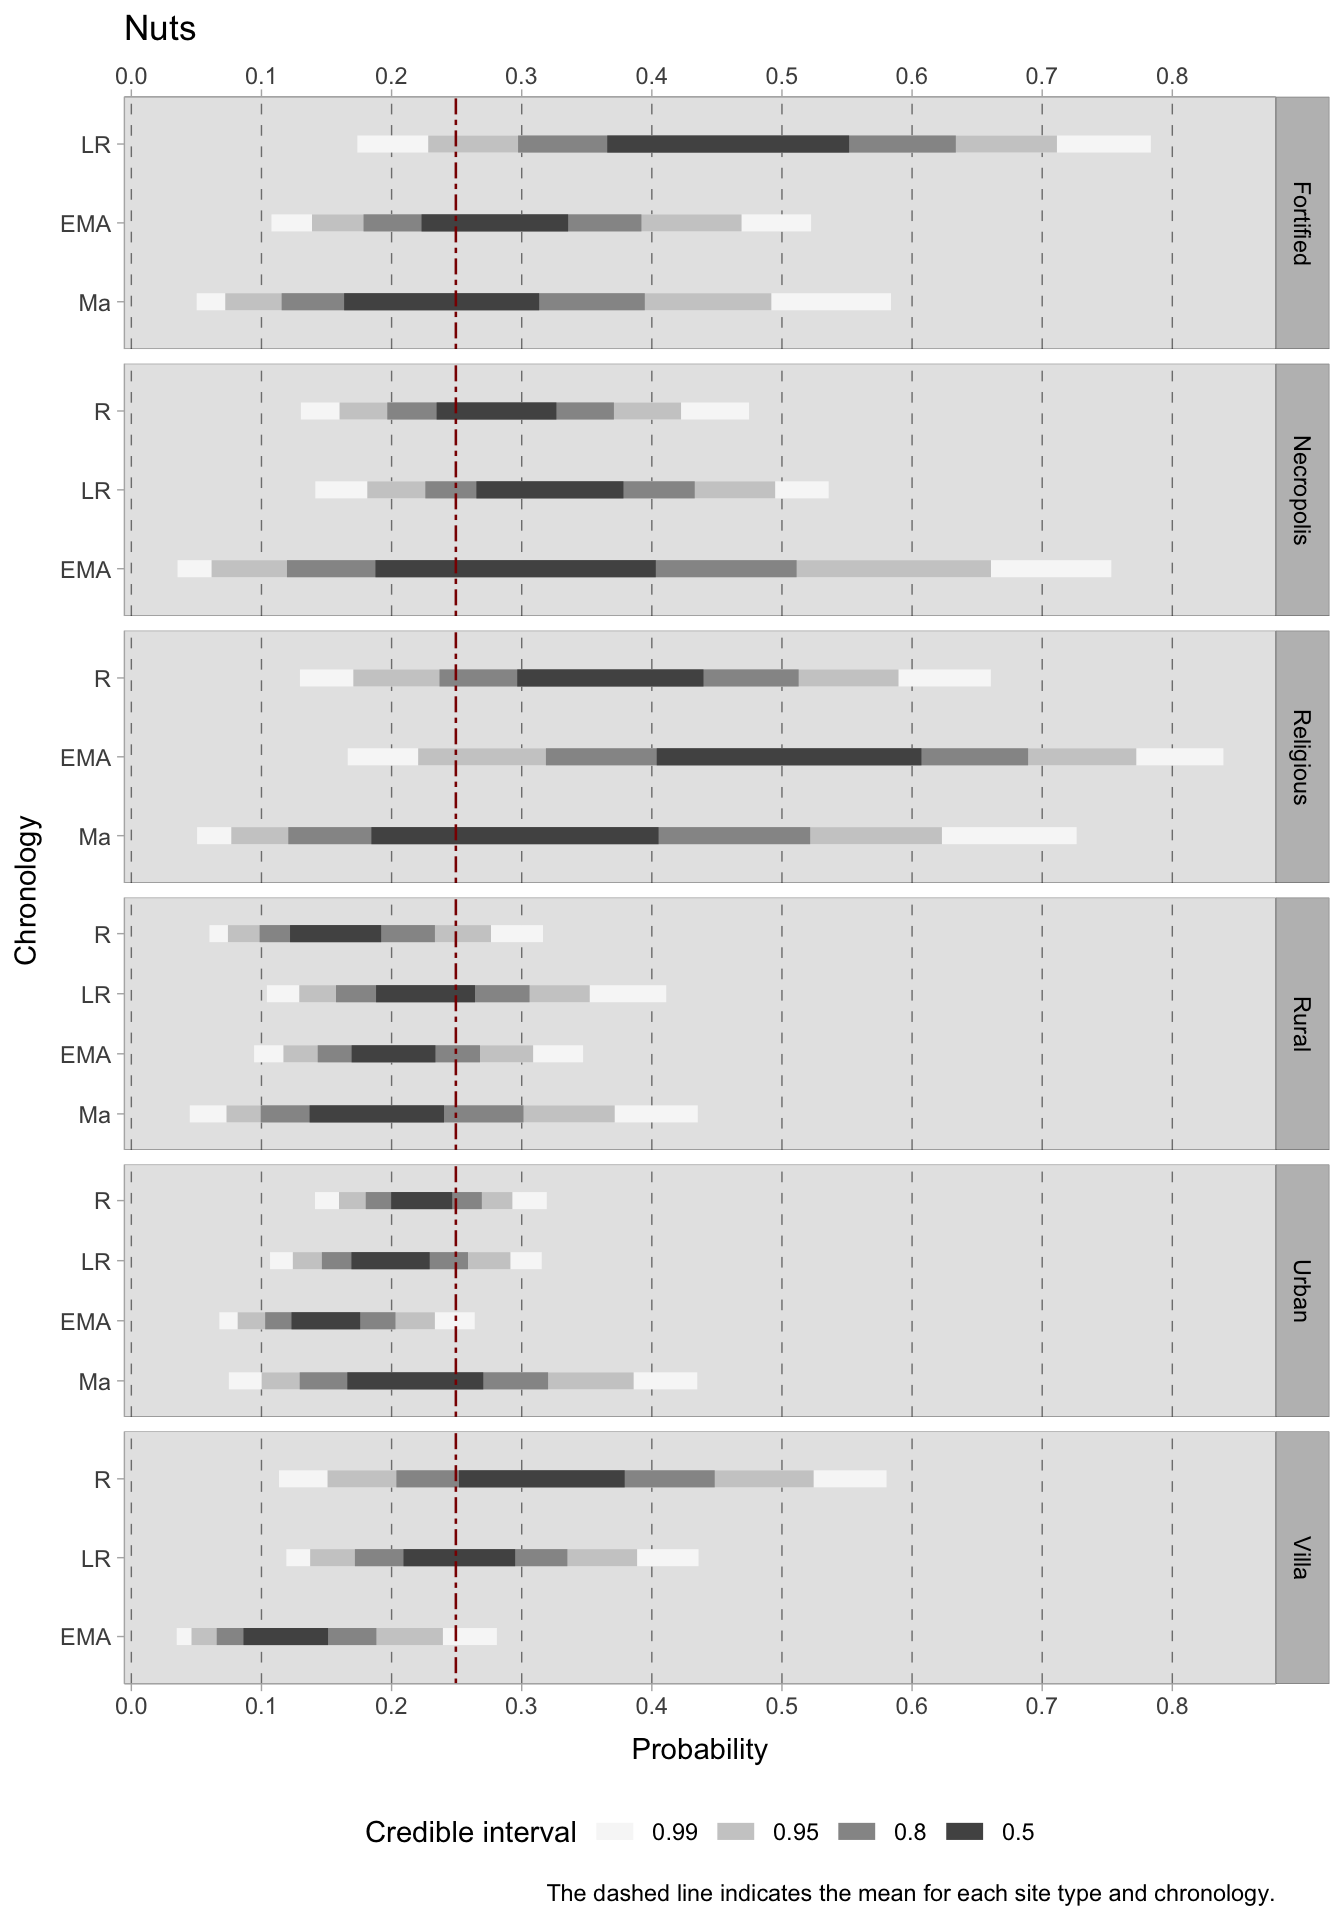 Nuts
0.0 0.1 0.2 0.3 0.4 0.5 0.6 0.7 0.8
LR
EMA
Ma
Fortified
R
LR
EMA
Necropolis
R
EMA
Ma
Religious
Chronology
R
LR
EMA
Ma
Rural
R
LR
EMA
Ma
Urban
R
LR
EMA
Villa
0.0 0.1 0.2 0.3 0.4 0.5 0.6 0.7 0.8
Probability
Credible interval 0.99 0.95 0.8 0.5
The dashed line indicates the mean for each site type and chronology.